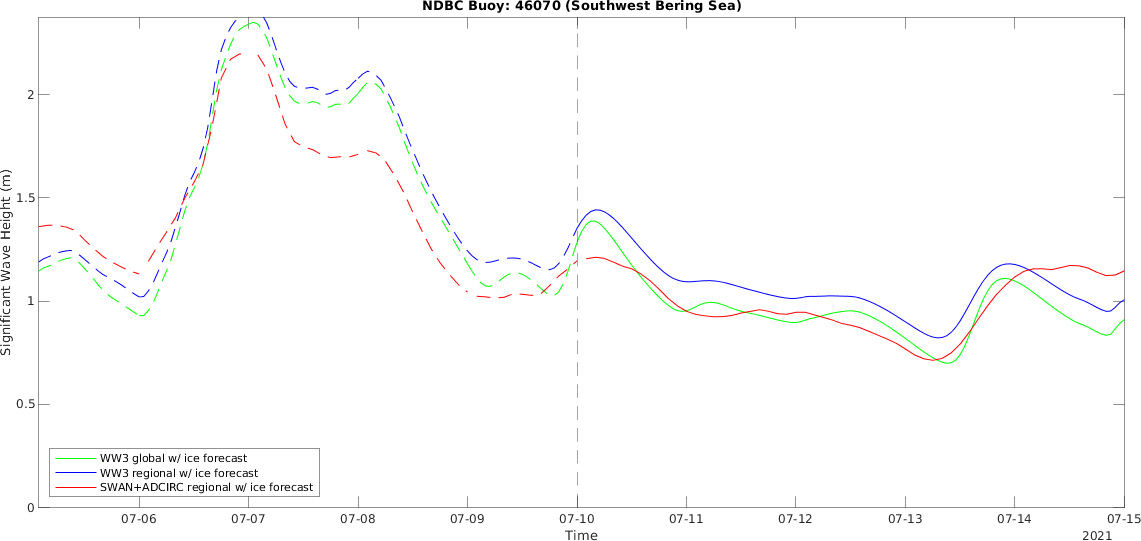 NDBC Buoy: 46070 (Southwest Bering Sea)
Significant Wave Height (m)
2
1.5
1
0.5
0
WW3 global w/ ice forecast
WW3 regional w/ ice forecast
SWAN+ADCIRC regional w/ ice forecast
07-06 07-07 07-08 07-09 07-10 07-11 07-12 07-13 07-14 07-15
Time
2021